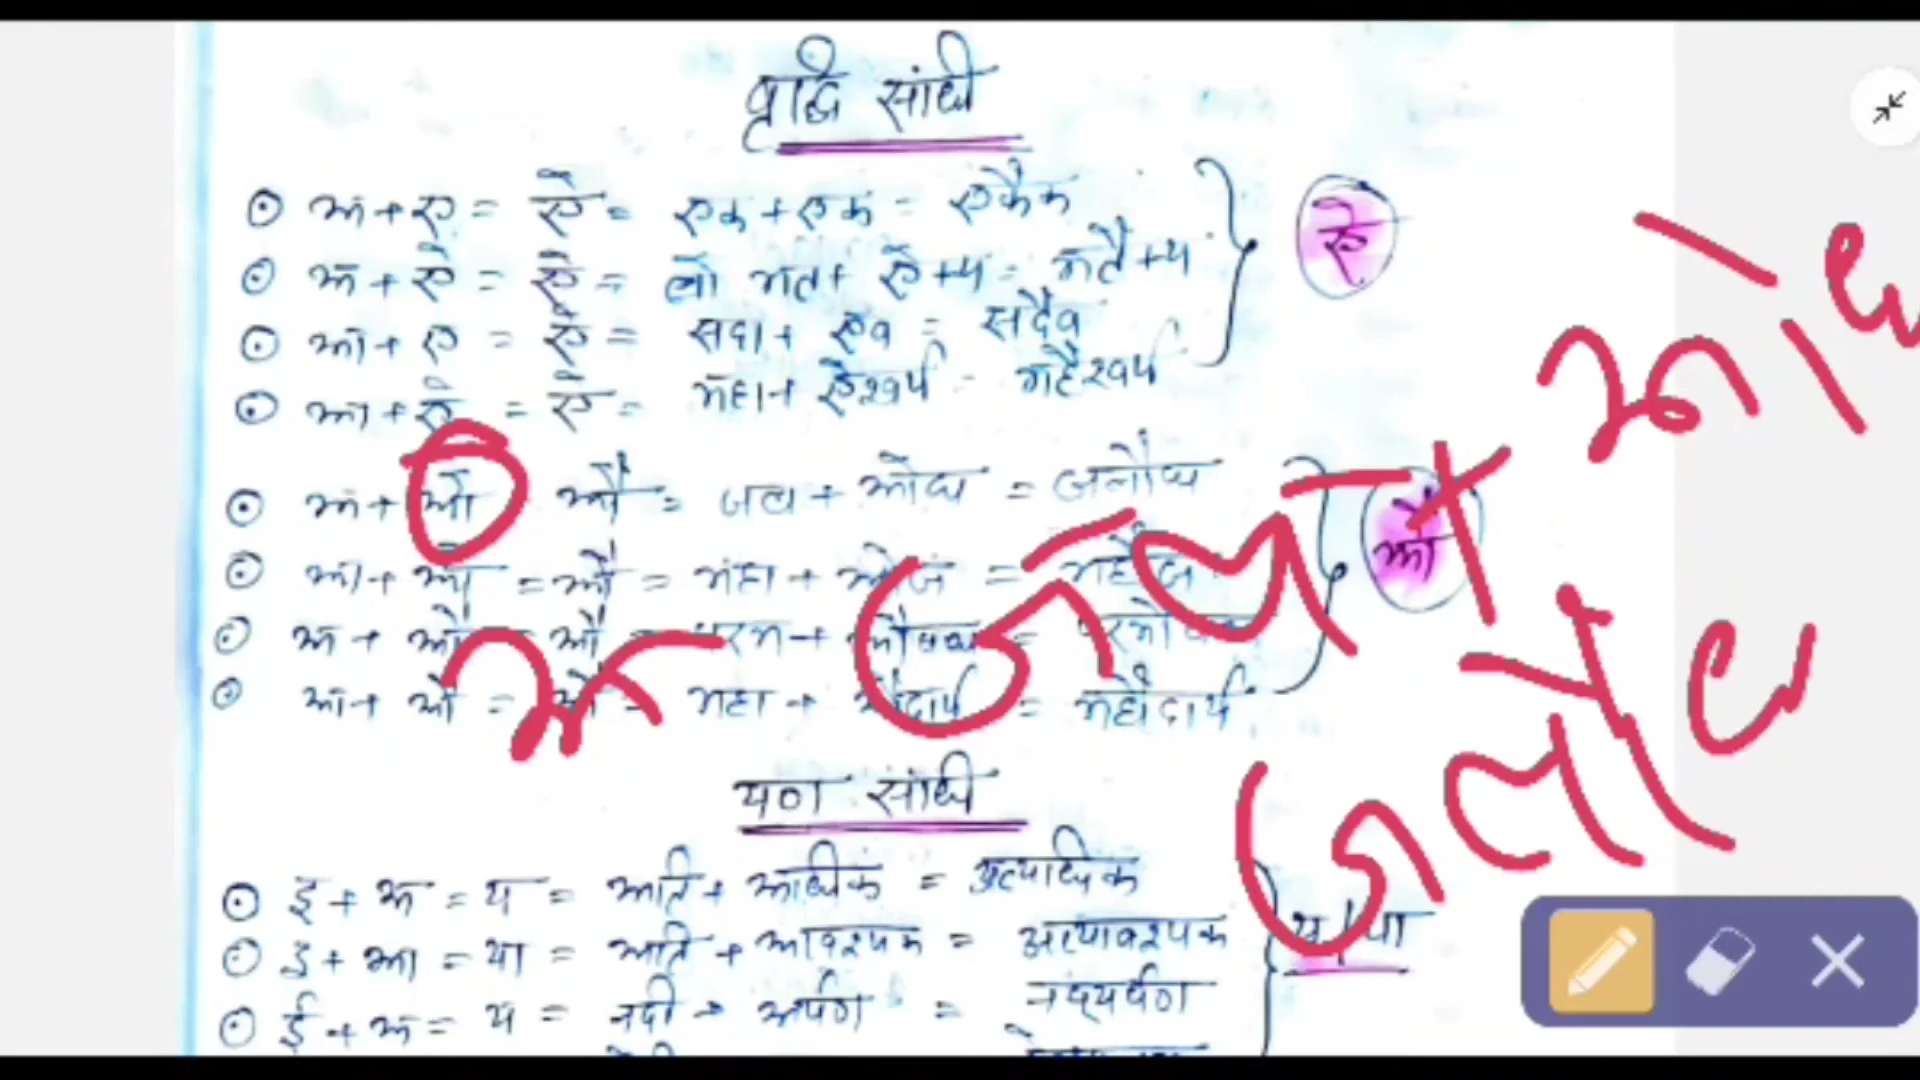 वृद्धि संधी
अ + ए = ऐ = एक + एक = एकैक
अ + ऐ = ऐ = मत + ऐ+य = मतै+य
आ + ए = ऐ = सदा + एव = सदैव
आ + ऐ = ऐ = महा + ऐश्वर्य = महैश्वर्य
ऐ
अ + ओ औ = जल + ओघ = जलौघ
आ + ओ = औ = महा + ओज =
अ + औ = औ =
आ + औ = औ = महा + औदार्य = महौदार्य
औ
अ
जल + ओघ
जलौघ
यण संधी
इ + अ = य = अति + अधिक = अत्याधिक
इ + आ = या = अति + आवश्यक = अत्यावश्यक
ई + अ = य = नदी + अर्पण = नद्यर्पण
य / या